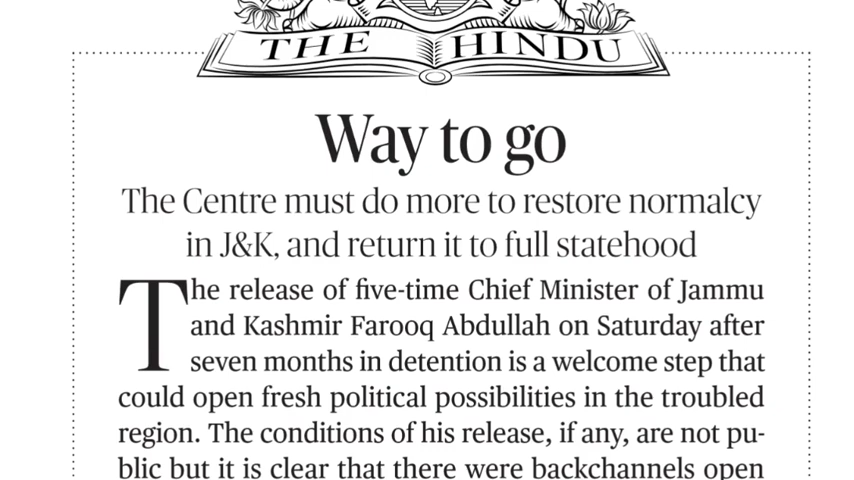 THE HINDU
Way to go
The Centre must do more to restore normalcy
in J&K, and return it to full statehood
The release of five-time Chief Minister of Jammu
and Kashmir Farooq Abdullah on Saturday after
seven months in detention is a welcome step that
could open fresh political possibilities in the troubled
region. The conditions of his release, if any, are not pu-
blic but it is clear that there were backchannels open